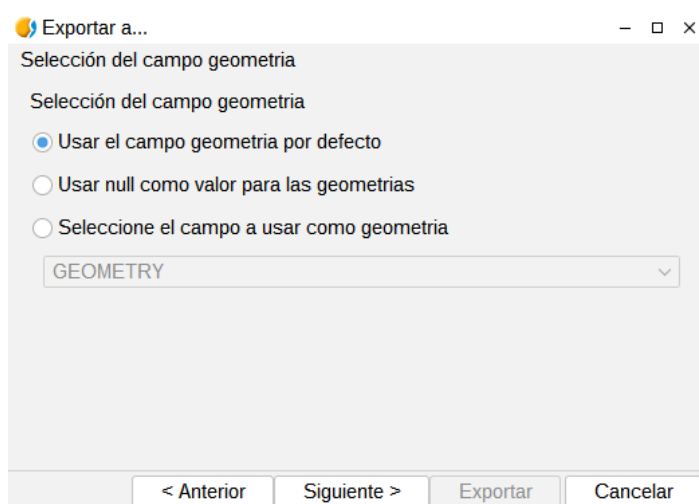 Exportar a...
Selección del campo geometria
Selección del campo geometria
Usar el campo geometria por defecto
Usar null como valor para las geometrias
Seleccione el campo a usar como geometria
GEOMETRY
< Anterior Siguiente > Exportar Cancelar